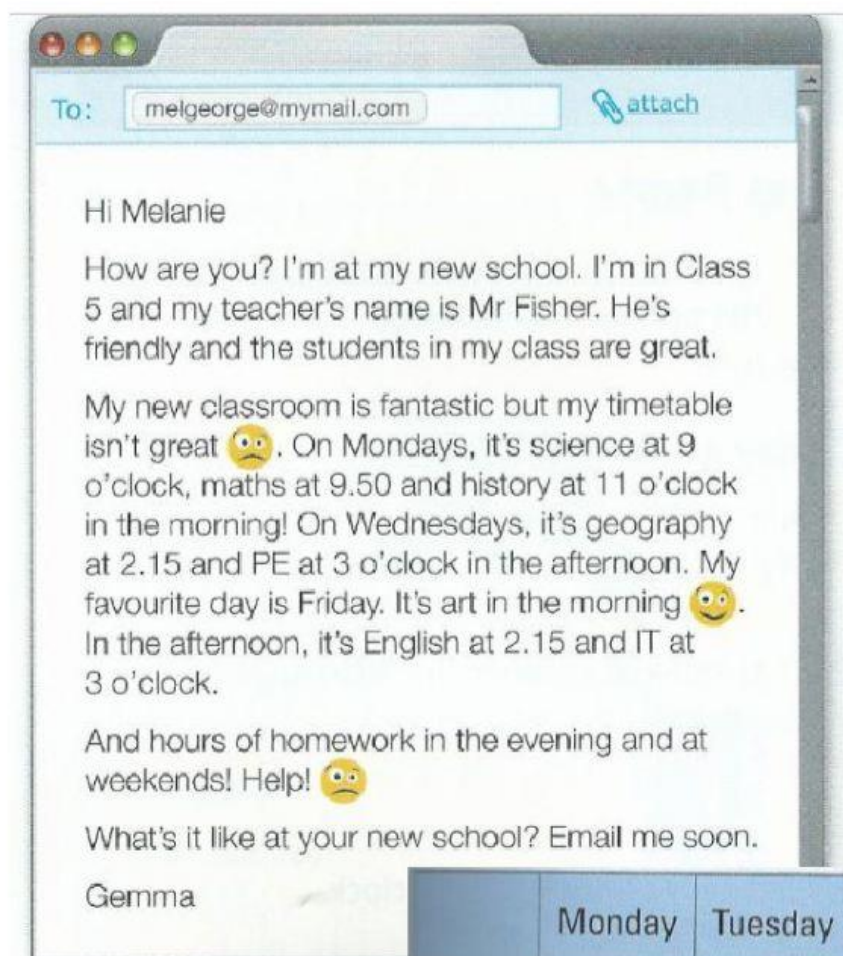 To: melgeorge@mymail.com attach
Hi Melanie
How are you? I'm at my new school. I'm in Class
5 and my teacher's name is Mr Fisher. He's
friendly and the students in my class are great.
My new classroom is fantastic but my timetable
isn't great. On Mondays, it's science at 9
o'clock, maths at 9.50 and history at 11 o'clock
in the morning! On Wednesdays, it's geography
at 2.15 and PE at 3 o'clock in the afternoon. My
favourite day is Friday. It's art in the morning.
In the afternoon, it's English at 2.15 and IT at
3 o'clock.
And hours of homework in the evening and at
weekends! Help!
What's it like at your new school? Email me soon.
Gemma
Monday Tuesday